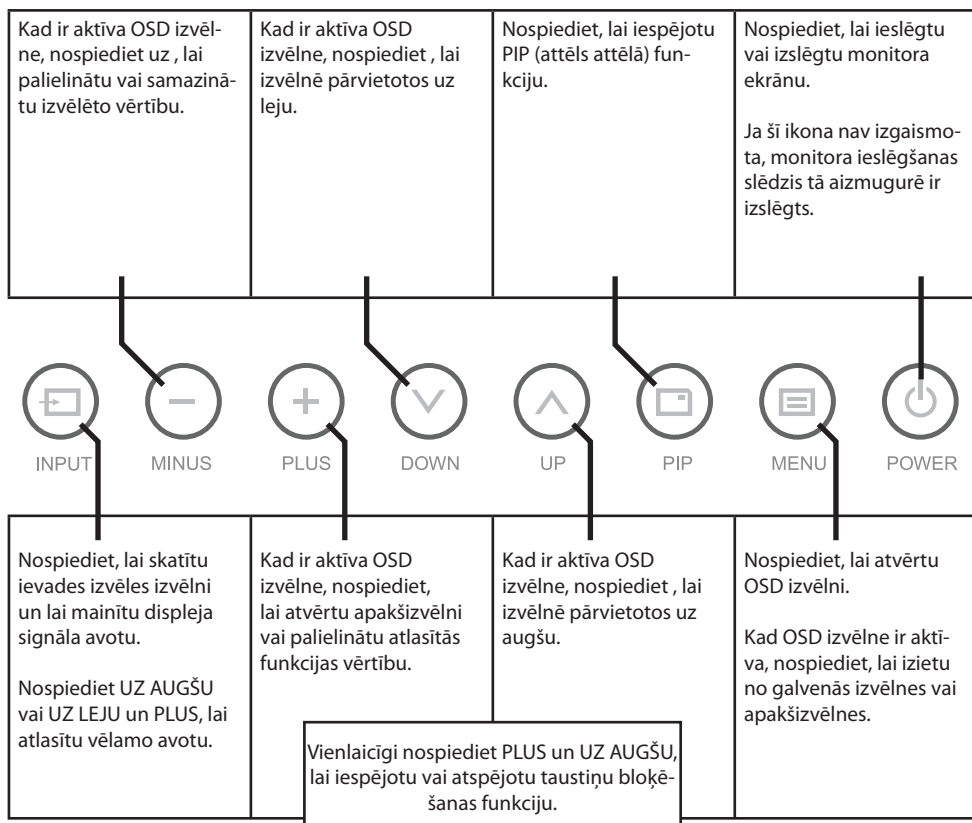 Kad ir aktīva OSD izvēl-
ne, nospiediet uz , lai
palielinātu vai samazinā-
tu izvēlēto vērtību.
Kad ir aktīva OSD
izvēlne, nospiediet , lai
izvēlnē pārvietotos uz
leju.
Nospiediet, lai iespējotu
PIP (attēls attēlā) fun-
kciju.
Nospiediet, lai ieslēgtu
vai izslēgtu monitora
ekrānu.
Ja šī ikona nav izgaismo-
ta, monitora ieslēgšanas
slēdzis tā aizmugurē ir
izslēgts.
INPUT MINUS PLUS DOWN UP PIP MENU POWER
Nospiediet, lai skatītu
ievades izvēles izvēlni
un lai mainītu displeja
signāla avotu.
Nospiediet UZ AUGŠU
vai UZ LEJU un PLUS, lai
atlasītu vēlamo avotu.
Kad ir aktīva OSD
izvēlne, nospiediet,
lai atvērtu apakšizvēlni
vai palielinātu atlasītās
funkcijas vērtību.
Kad ir aktīva OSD
izvēlne, nospiediet , lai
izvēlnē pārvietotos uz
augšu.
Nospiediet, lai atvērtu
OSD izvēlni.
Kad OSD izvēlne ir aktī-
va, nospiediet, lai izietu
no galvenās izvēlnes vai
apakšizvēlnes.
Vienlaicīgi nospiediet PLUS un UZ AUGŠU,
lai iespējotu vai atspējotu taustiņu bloķē-
šanas funkciju.